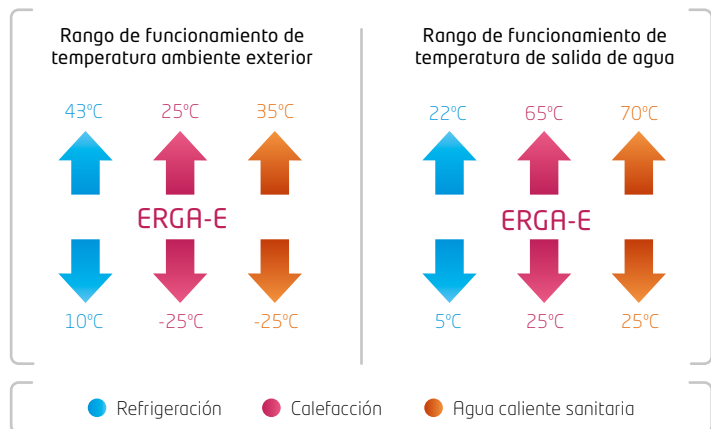 Rango de funcionamiento de
temperatura ambiente exterior
43ºC 25ºC 35ºC
ERGA-E
10ºC -25ºC -25ºC
Rango de funcionamiento de
temperatura de salida de agua
22ºC 65ºC 70ºC
ERGA-E
5ºC 25ºC 25ºC
Refrigeración Calefacción Agua caliente sanitaria